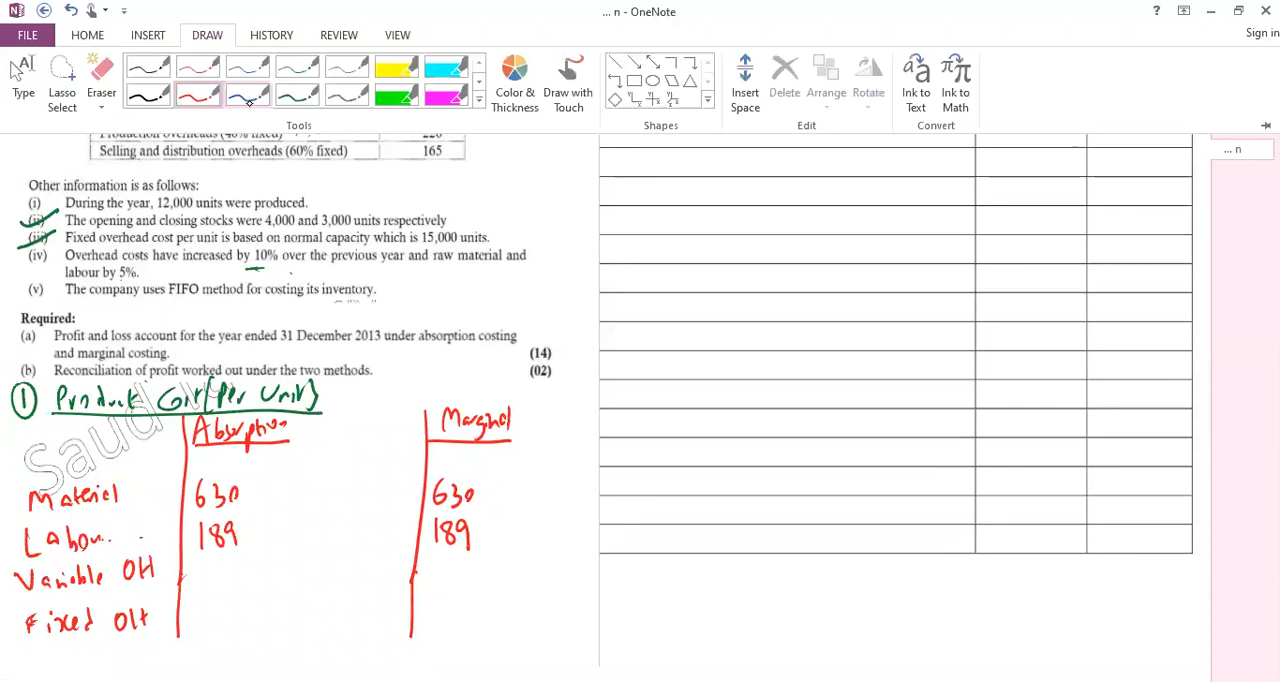 ... n - OneNote
?
Sign in
FILE HOME INSERT DRAW HISTORY REVIEW VIEW
Type
Lasso Select
Eraser
Color & Thickness
Draw with Touch
Insert Space
Delete
Arrange
Rotate
Ink to Text
Ink to Math
Tools
Shapes
Edit
Convert
... n
Production overheads (40% fixed) 220
Selling and distribution overheads (60% fixed) 165
Other information is as follows:
(i) During the year, 12,000 units were produced.
(ii) The opening and closing stocks were 4,000 and 3,000 units respectively
(iii) Fixed overhead cost per unit is based on normal capacity which is 15,000 units.
(iv) Overhead costs have increased by 10% over the previous year and raw material and
labour by 5%.
(v) The company uses FIFO method for costing its inventory.
Required:
(a) Profit and loss account for the year ended 31 December 2013 under absorption costing
and marginal costing. (14)
(b) Reconciliation of profit worked out under the two methods. (02)
① Product Cost (Per Unit)
Absorption Marginal
Material 630 630
Labour 189 189
Variable OH
Fixed OH